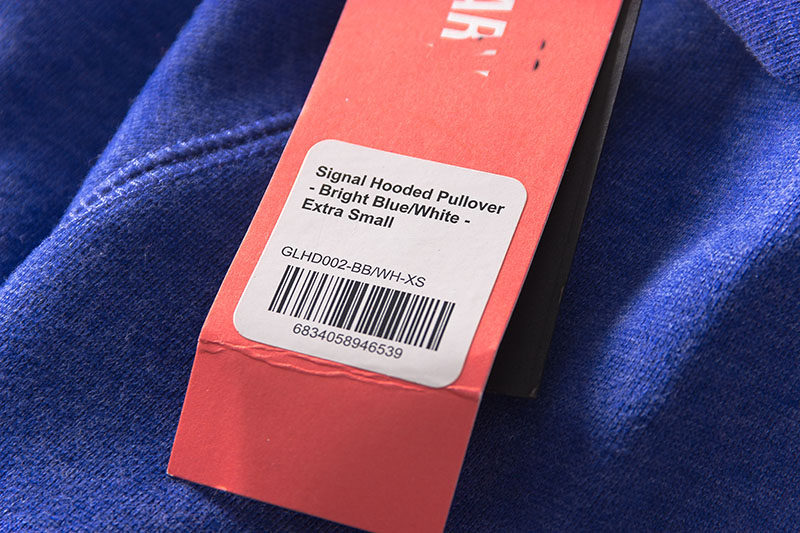 Signal Hooded Pullover
- Bright Blue/White -
Extra Small
GLHD002-BB/WH-XS
6834058946539